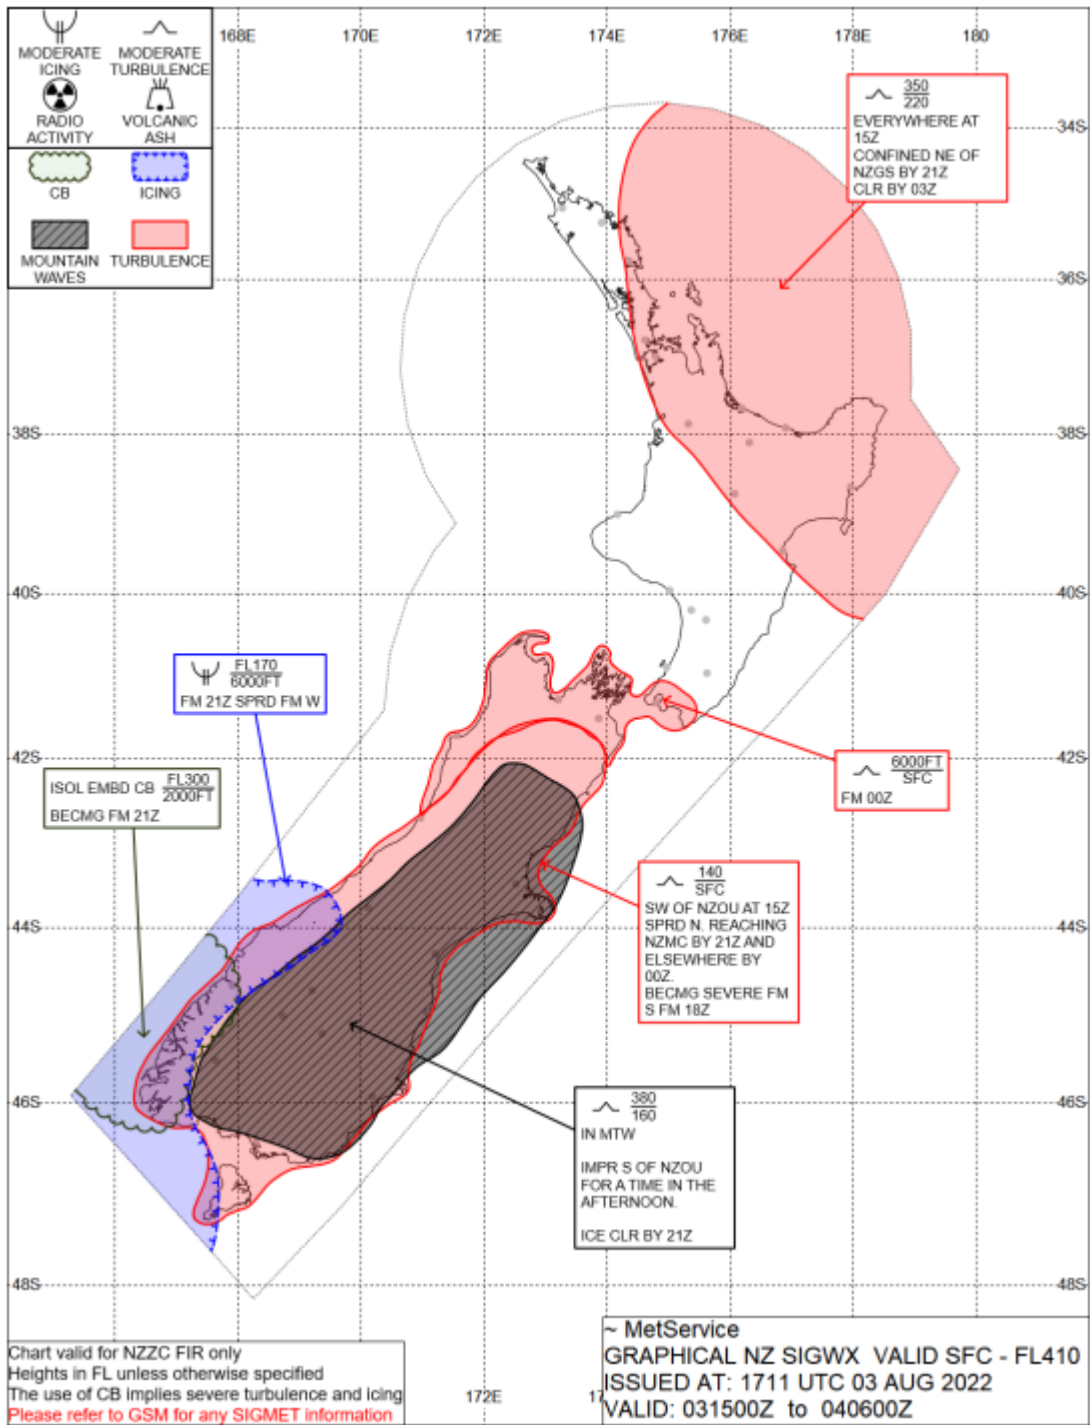 168E 170E 172E 174E 176E 178E 180
MODERATE ICING
MODERATE TURBULENCE
RADIO ACTIVITY
VOLCANIC ASH
CB
ICING
MOUNTAIN WAVES
TURBULENCE
350
220
EVERYWHERE AT
15Z
CONFINED NE OF
NZGS BY 21Z
CLR BY 03Z
34S
36S
38S 38S
40S 40S
FL170
6000FT
FM 21Z SPRD FM W
42S 42S
ISOL EMBD CB FL300
2000FT
BECMG FM 21Z
6000FT
SFC
FM 00Z
140
SFC
SW OF NZOU AT 15Z
SPRD N. REACHING
NZMC BY 21Z AND
ELSEWHERE BY
00Z.
BECMG SEVERE FM
S FM 18Z
44S 44S
46S 46S
380
160
IN MTW
IMPR S OF NZOU
FOR A TIME IN THE
AFTERNOON.
ICE CLR BY 21Z
48S 48S
Chart valid for NZZC FIR only
Heights in FL unless otherwise specified
The use of CB implies severe turbulence and icing
Please refer to GSM for any SIGMET information
172E
~ MetService
GRAPHICAL NZ SIGWX VALID SFC - FL410
ISSUED AT: 1711 UTC 03 AUG 2022
VALID: 031500Z to 040600Z